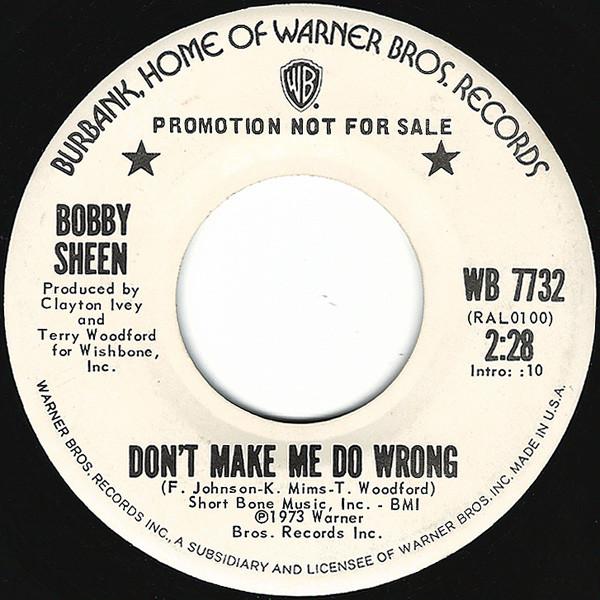 BURBANK, HOME OF WARNER BROS. RECORDS
WB
PROMOTION NOT FOR SALE
BOBBY
SHEEN
Produced by
Clayton Ivey
and
Terry Woodford
for Wishbone,
Inc.
WB 7732
(RAL0100)
2:28
Intro: :10
DON'T MAKE ME DO WRONG
(F. Johnson-K. Mims-T. Woodford)
Short Bone Music, Inc. - BMI
℗1973 Warner
Bros. Records Inc.
WARNER BROS. RECORDS INC., A SUBSIDIARY AND LICENSEE OF WARNER BROS. INC. MADE IN U.S.A.